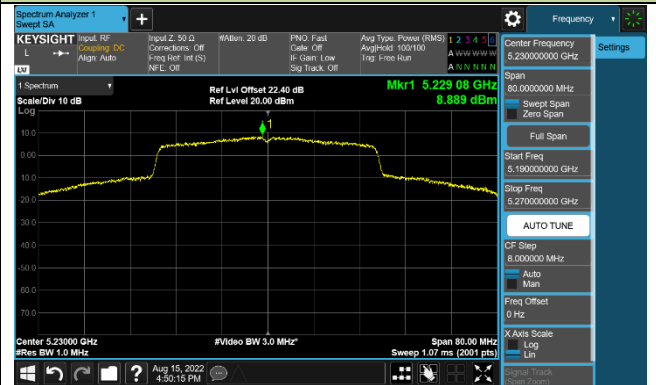 Spectrum Analyzer 1
Swept SA
Frequency
KEYSIGHT
L
Input: RF
Coupling: DC
Align: Auto
Input Z: 50 Ω
Corrections: Off
Freq Ref: Int (S)
NFE: Off
#Atten: 20 dB
PNO: Fast
Gate: Off
IF Gain: Low
Sig Track: Off
Avg Type: Power (RMS)
Avg|Hold: 100/100
Trig: Free Run
1 2 3 4 5 6
A W W W W W
A N N N N N
1 Spectrum
Scale/Div 10 dB
Log
Ref Lvl Offset 22.40 dB
Ref Level 20.00 dBm
Mkr1 5.229 08 GHz
8.889 dBm
1
10.0
0.00
-10.0
-20.0
-30.0
-40.0
-50.0
-60.0
-70.0
Center 5.23000 GHz
#Res BW 1.0 MHz
#Video BW 3.0 MHz*
Span 80.00 MHz
Sweep 1.07 ms (2001 pts)
Aug 15, 2022
4:50:15 PM
Center Frequency
5.230000000 GHz
Settings
Span
80.0000000 MHz
Swept Span
Zero Span
Full Span
Start Freq
5.190000000 GHz
Stop Freq
5.270000000 GHz
AUTO TUNE
CF Step
8.000000 MHz
Auto
Man
Freq Offset
0 Hz
X Axis Scale
Log
Lin
Signal Track
(Span Zoom)